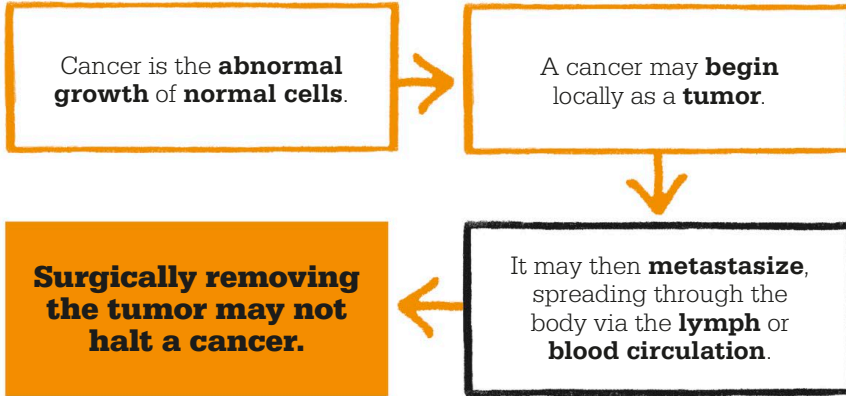 Cancer is the abnormal
growth of normal cells.
A cancer may begin
locally as a tumor.
It may then metastasize,
spreading through the
body via the lymph or
blood circulation.
Surgically removing
the tumor may not
halt a cancer.